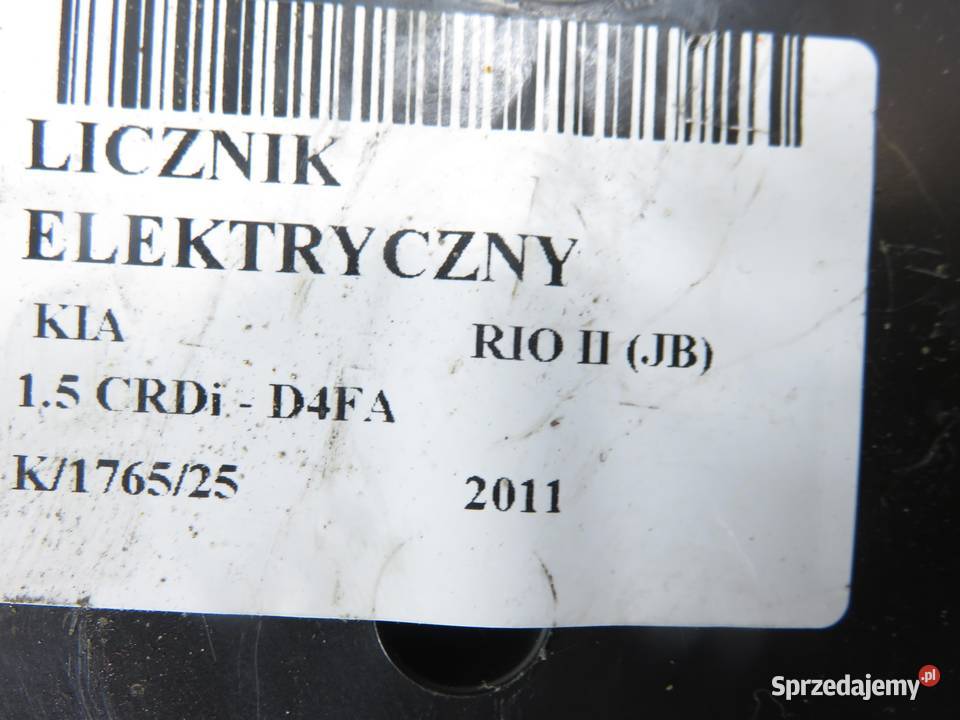 LICZNIK
ELEKTRYCZNY
KIA RIO II (JB)
1.5 CRDi - D4FA
K/1765/25 2011
Sprzedajemy.pl